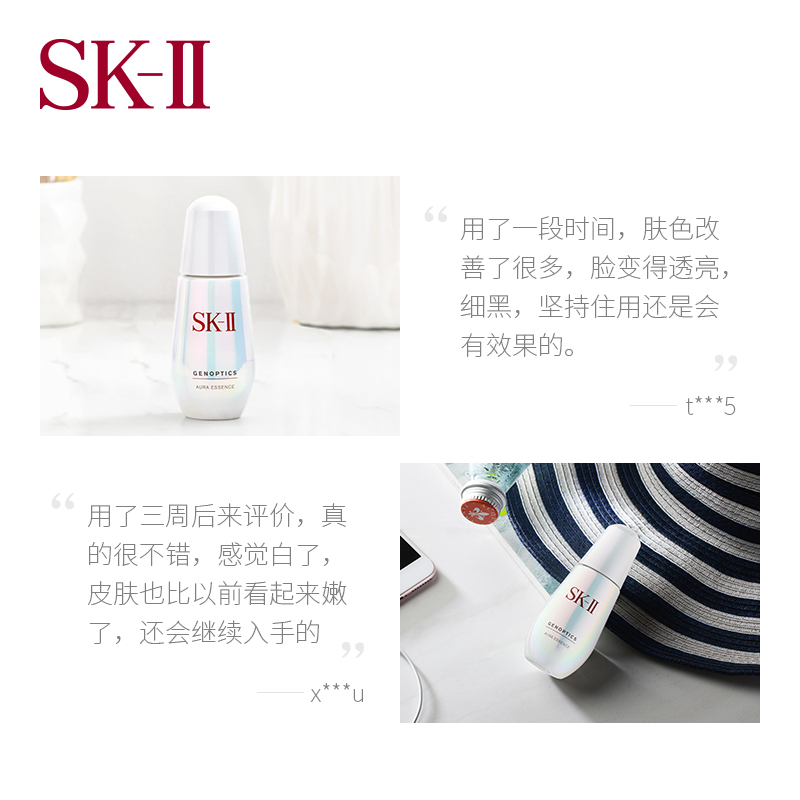 SK-II
SK-II
GENOPTICS
AURA ESSENCE
“
用了一段时间，肤色改
善了很多，脸变得透亮，
细黑，坚持住用还是会
有效果的。
”
—— t***5
“
用了三周后来评价，真
的很不错，感觉白了，
皮肤也比以前看起来嫩
了，还会继续入手的
”
—— x***u
SK-II
GENOPTICS
AURA ESSENCE